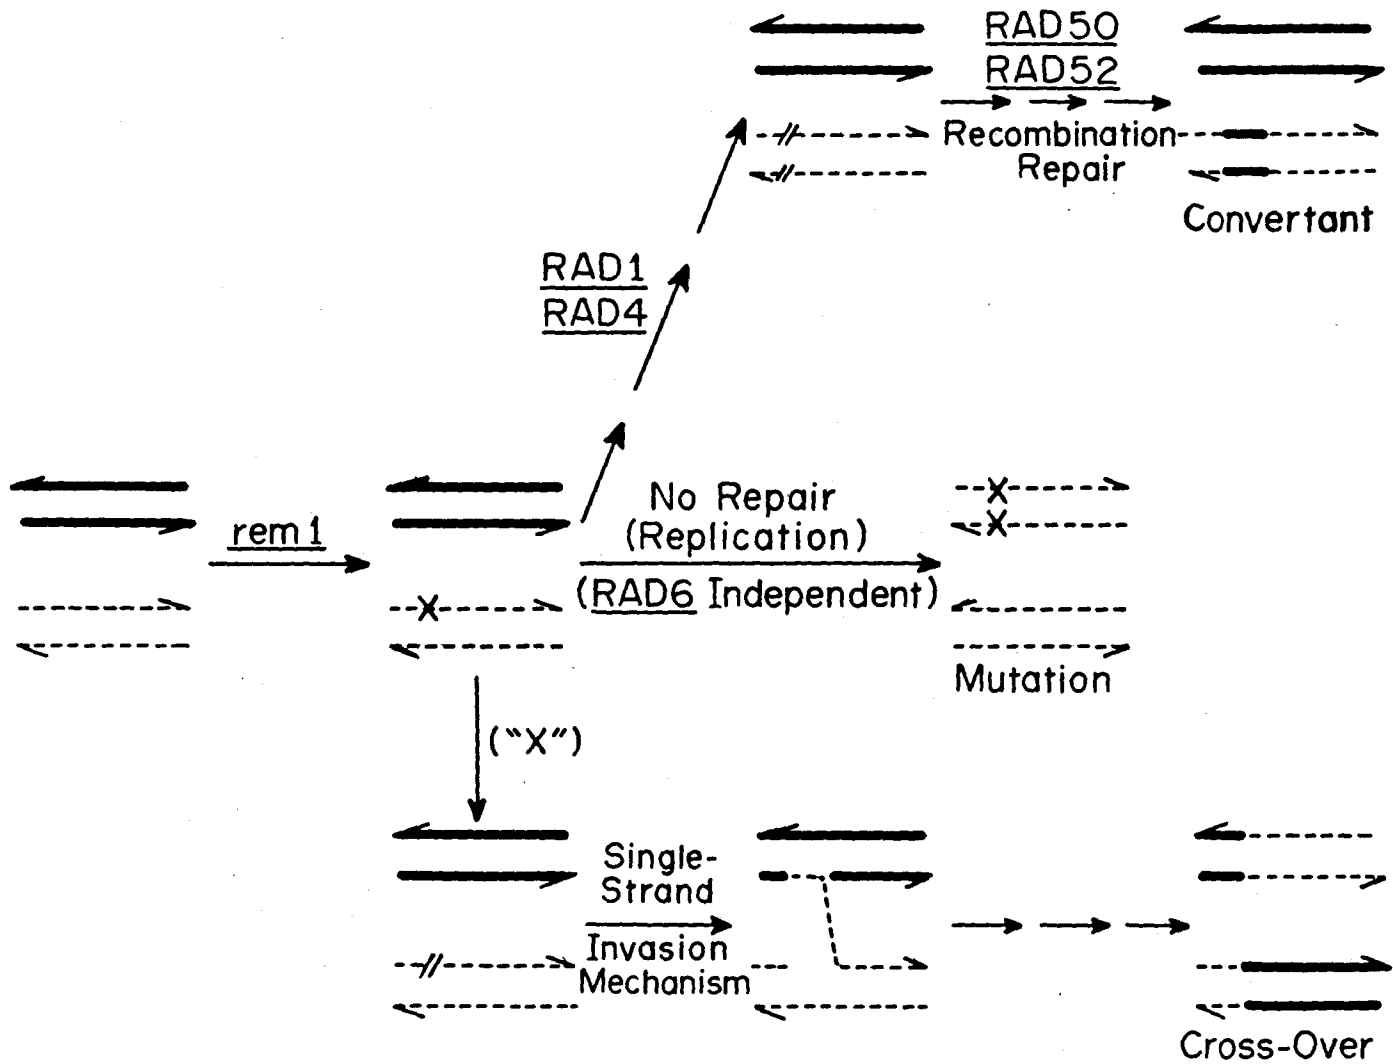 RAD50
RAD52
Recombination
Repair
Convertant
RAD1
RAD4
rem1
X
No Repair
(Replication)
(RAD6 Independent)
X
X
Mutation
("X")
Single-
Strand
Invasion
Mechanism
Cross-Over